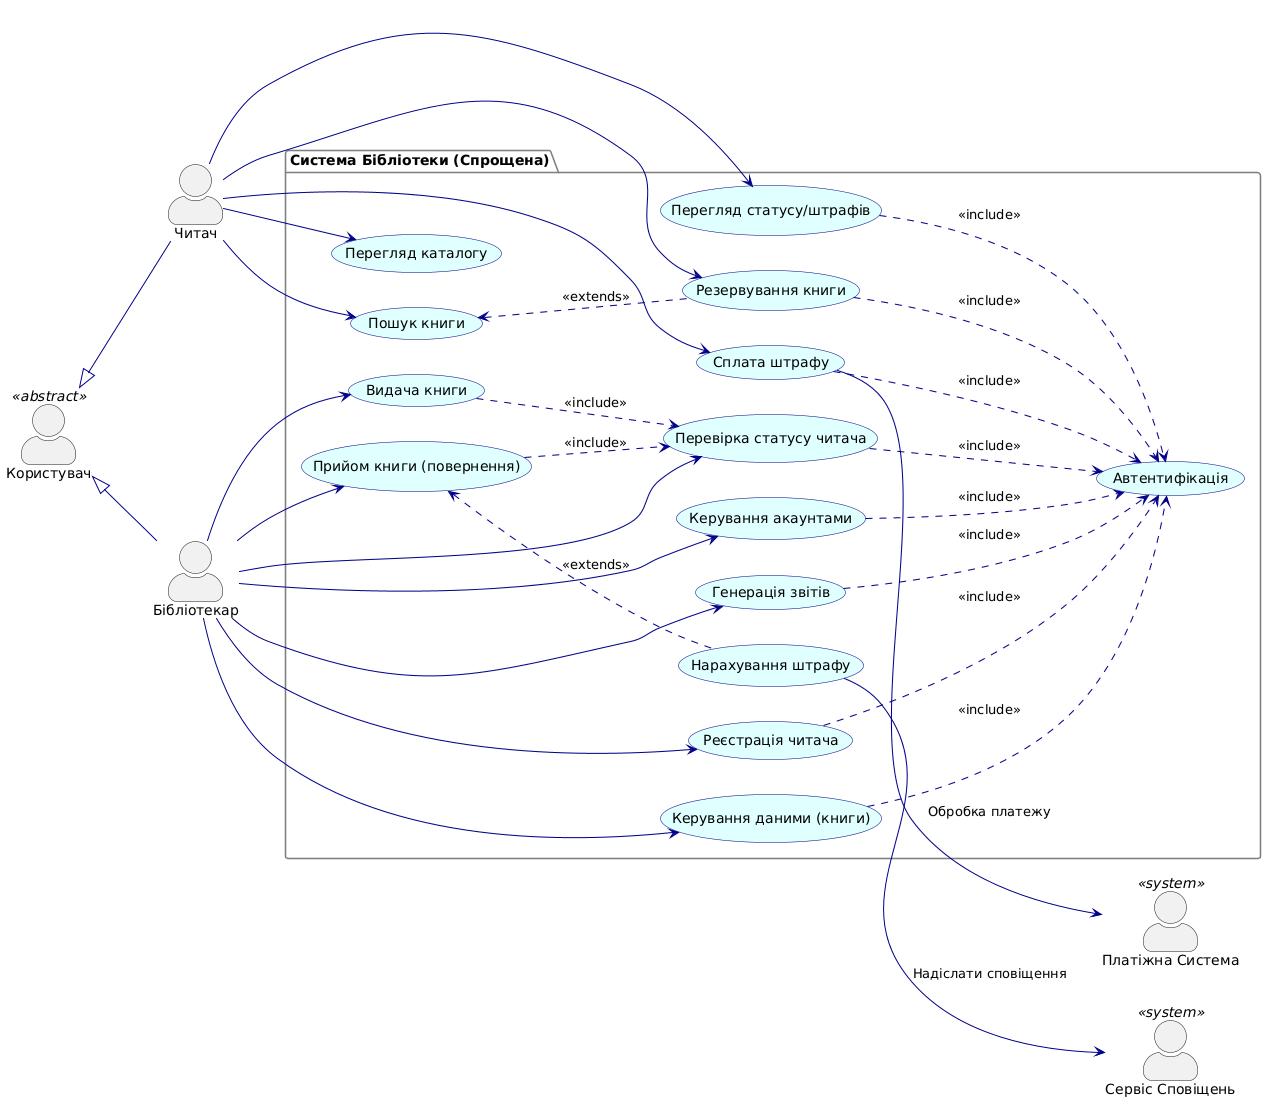 Система Бібліотеки (Спрощена)
Перегляд статусу/штрафів
«include»
Читач
Перегляд каталогу
Резервування книги
«include»
«extends»
Пошук книги
Сплата штрафу
«include»
«abstract»
Користувач
Видача книги
«include»
Перевірка статусу читача
«include»
Прийом книги (повернення)
«include»
Автентифікація
Керування акаунтами
«include»
«include»
«extends»
Бібліотекар
Генерація звітів
«include»
Нарахування штрафу
Реєстрація читача
«include»
Керування даними (книги)
Обробка платежу
«system»
Платіжна Система
Надіслати сповіщення
«system»
Сервіс Сповіщень